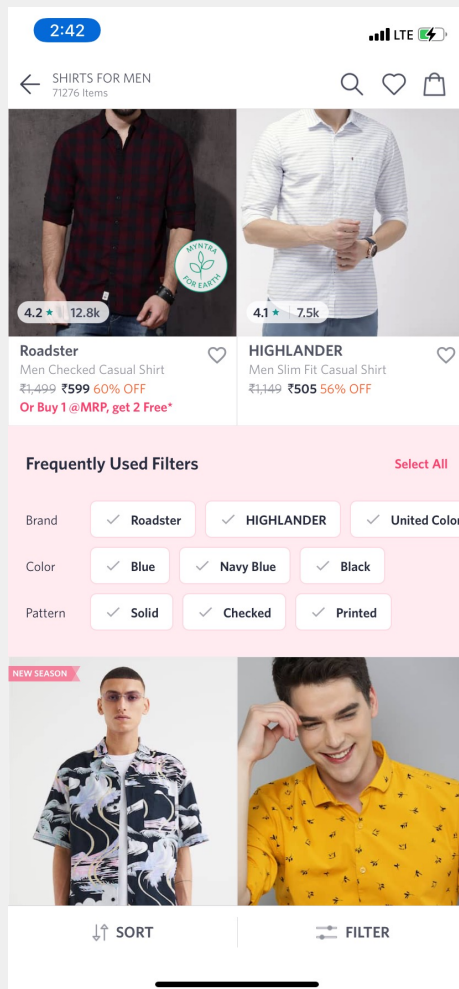 2:42
LTE
SHIRTS FOR MEN
71276 Items
MYNTRA
FOR EARTH
4.2 ★ | 12.8k
4.1 ★ | 7.5k
Roadster
Men Checked Casual Shirt
₹1,499 ₹599 60% OFF
Or Buy 1 @MRP, get 2 Free*
HIGHLANDER
Men Slim Fit Casual Shirt
₹1,149 ₹505 56% OFF
Frequently Used Filters
Select All
Brand Roadster HIGHLANDER United Color
Color Blue Navy Blue Black
Pattern Solid Checked Printed
NEW SEASON
SORT
FILTER